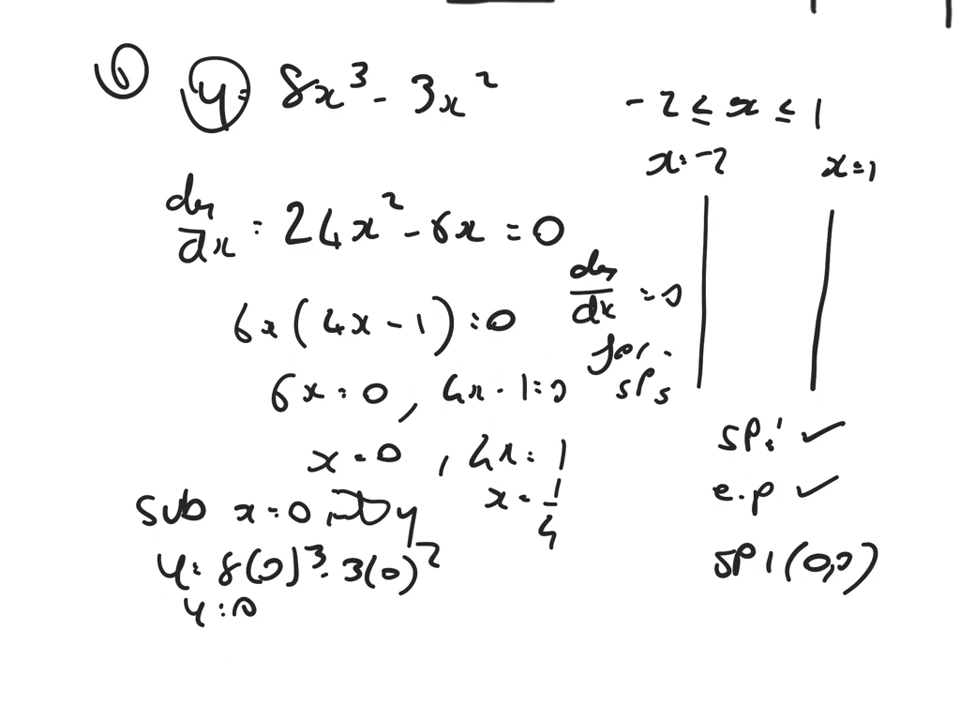 ⑥ y= 8x³ - 3x²
-2 ≤ x ≤ 1
x=-2 x=1
dy/dx = 24x² - 6x = 0
dy/dx =0
for
SPs
6x(4x-1)=0
6x=0, 4x-1=0
x=0, 4x=1
x=1/4
SP: ✓
e.p ✓
SP1(0,0)
Sub x=0 into y
y=8(0)³-3(0)²
y=0